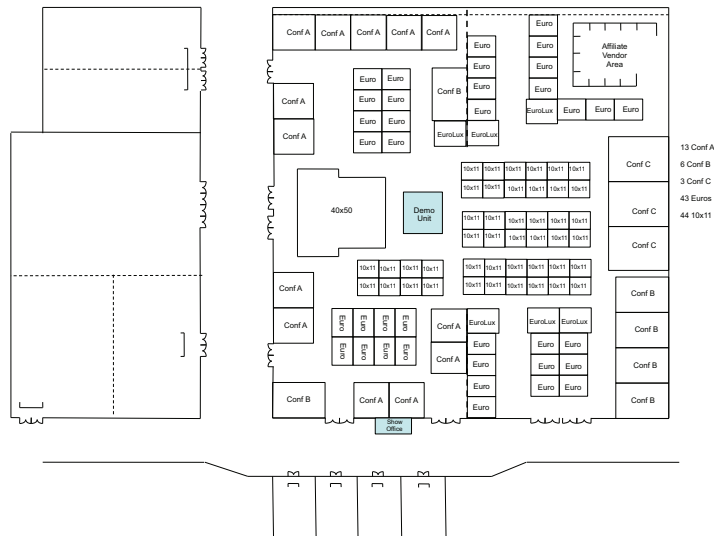 Conf A Conf A Conf A Conf A Conf A
Euro
Euro
Euro
Euro
Affiliate
Vendor
Area
Euro
Euro
Euro Euro
Conf B
Euro
Euro
Conf A
Euro Euro
Euro
EuroLux Euro Euro Euro
Euro Euro
Conf A
EuroLux EuroLux
Euro Euro
13 Conf A
6 Conf B
3 Conf C
43 Euros
44 10x11
10x11 10x11 10x11 10x11 10x11 10x11
10x11 10x11 10x11 10x11 10x11 10x11
Conf C
40x50
Demo
Unit
10x11 10x11 10x11 10x11 10x11 10x11
10x11 10x11 10x11 10x11 10x11 10x11
Conf C
Conf C
10x11 10x11 10x11 10x11
10x11 10x11 10x11 10x11
10x11 10x11 10x11 10x11 10x11 10x11
10x11 10x11 10x11 10x11 10x11 10x11
Conf A
Conf B
Conf A
Euro Euro Euro Euro
Euro Euro Euro Euro
Conf A
Conf A
EuroLux
EuroLux EuroLux
Conf B
Euro
Euro Euro
Euro
Euro Euro
Conf B
Euro
Euro Euro
Conf B
Conf A Conf A
Euro
Conf B
Show
Office